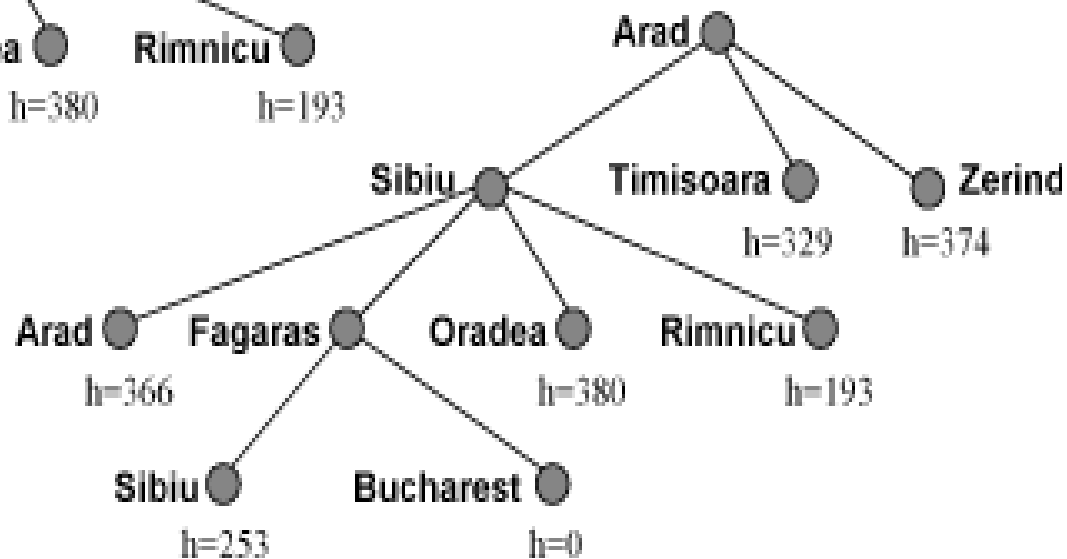 a Rimnicu Arad
h=380 h=193
Sibiu Timisoara Zerind
h=329 h=374
Arad Fagaras Oradea Rimnicu
h=366 h=380 h=193
Sibiu Bucharest
h=253 h=0